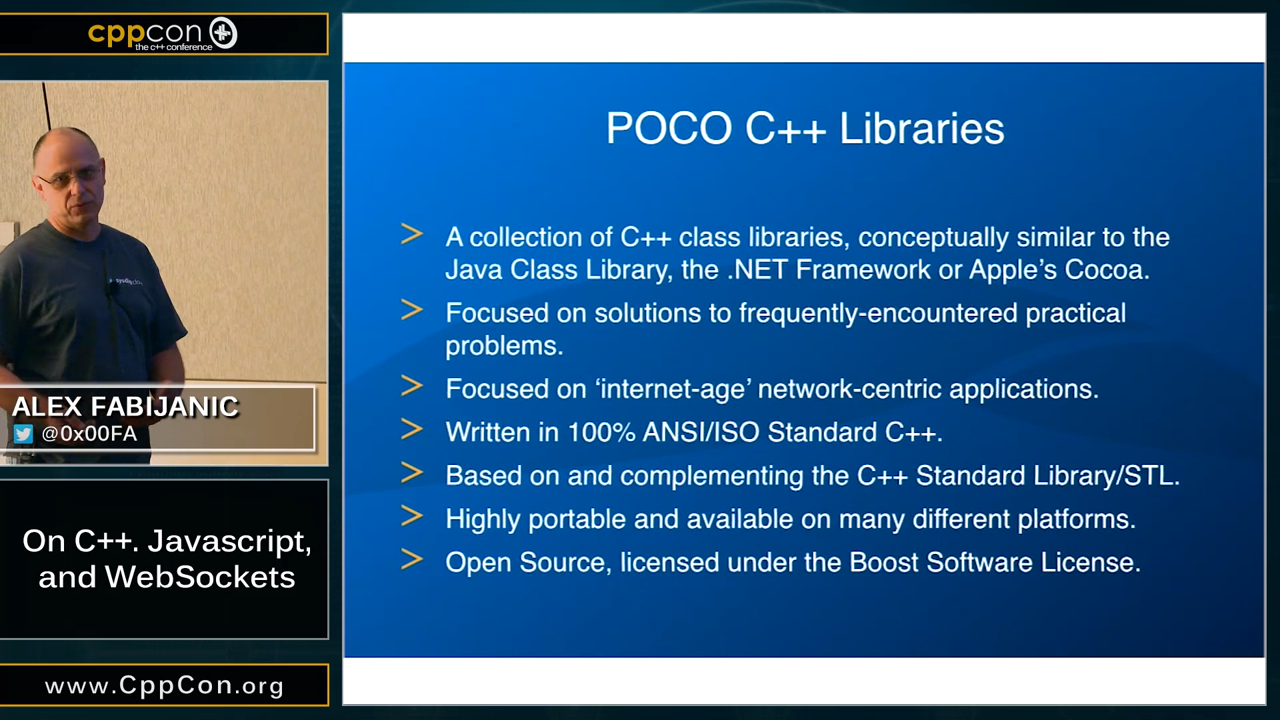 cppcon
the c++ conference
ALEX FABIJANIC
@0x00FA
On C++. Javascript,
and WebSockets
www.CppCon.org
POCO C++ Libraries
> A collection of C++ class libraries, conceptually similar to the
Java Class Library, the .NET Framework or Apple’s Cocoa.
> Focused on solutions to frequently-encountered practical
problems.
> Focused on ‘internet-age’ network-centric applications.
> Written in 100% ANSI/ISO Standard C++.
> Based on and complementing the C++ Standard Library/STL.
> Highly portable and available on many different platforms.
> Open Source, licensed under the Boost Software License.